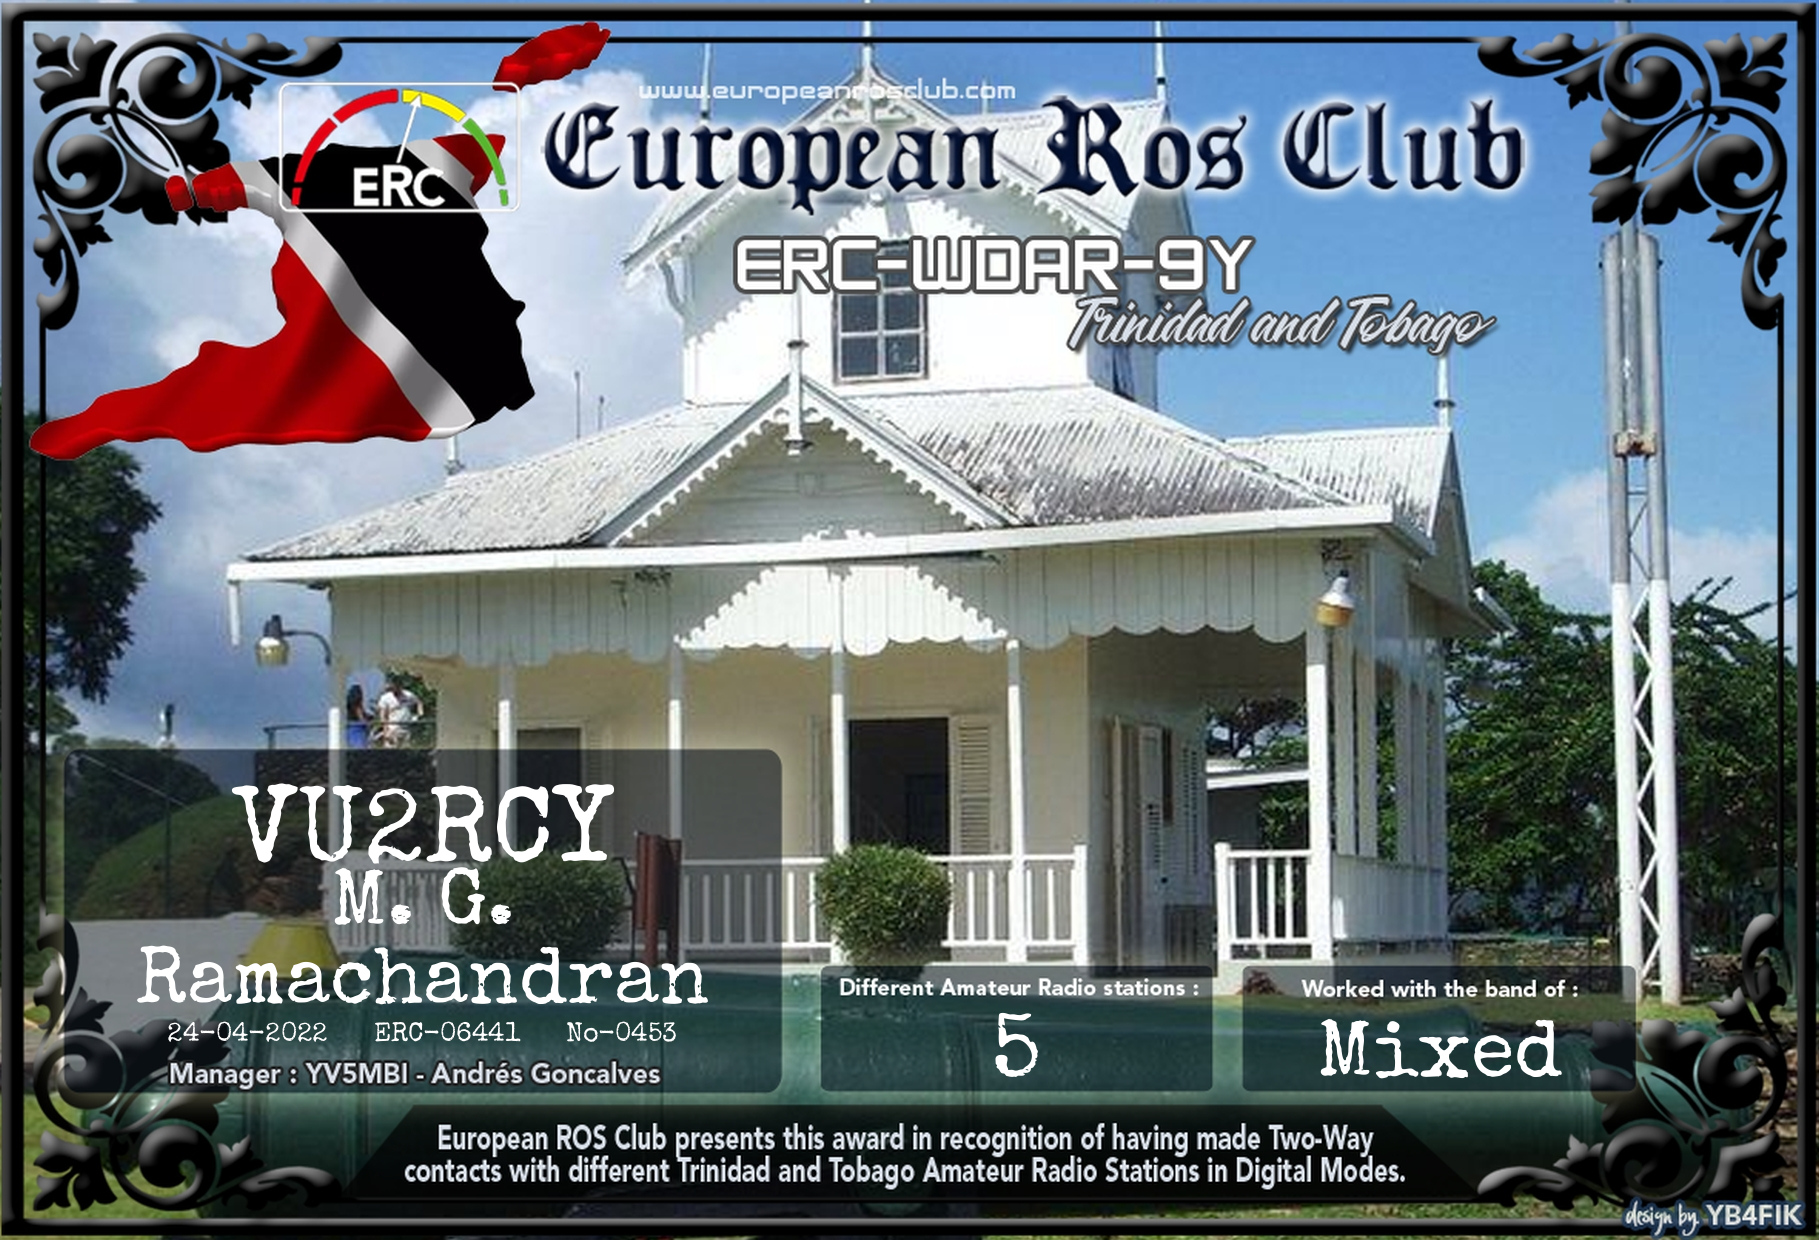 www.europeanrosclub.com
European Ros Club
ERC
ERC-WDAR-9Y
Trinidad and Tobago
VU2RCY
M. G.
Ramachandran
24-04-2022 ERC-06441 No-0453
Manager : YV5MBI - Andrés Goncalves
Different Amateur Radio stations :
5
Worked with the band of :
Mixed
European ROS Club presents this award in recognition of having made Two-Way
contacts with different Trinidad and Tobago Amateur Radio Stations in Digital Modes.
design by. YB4FIK